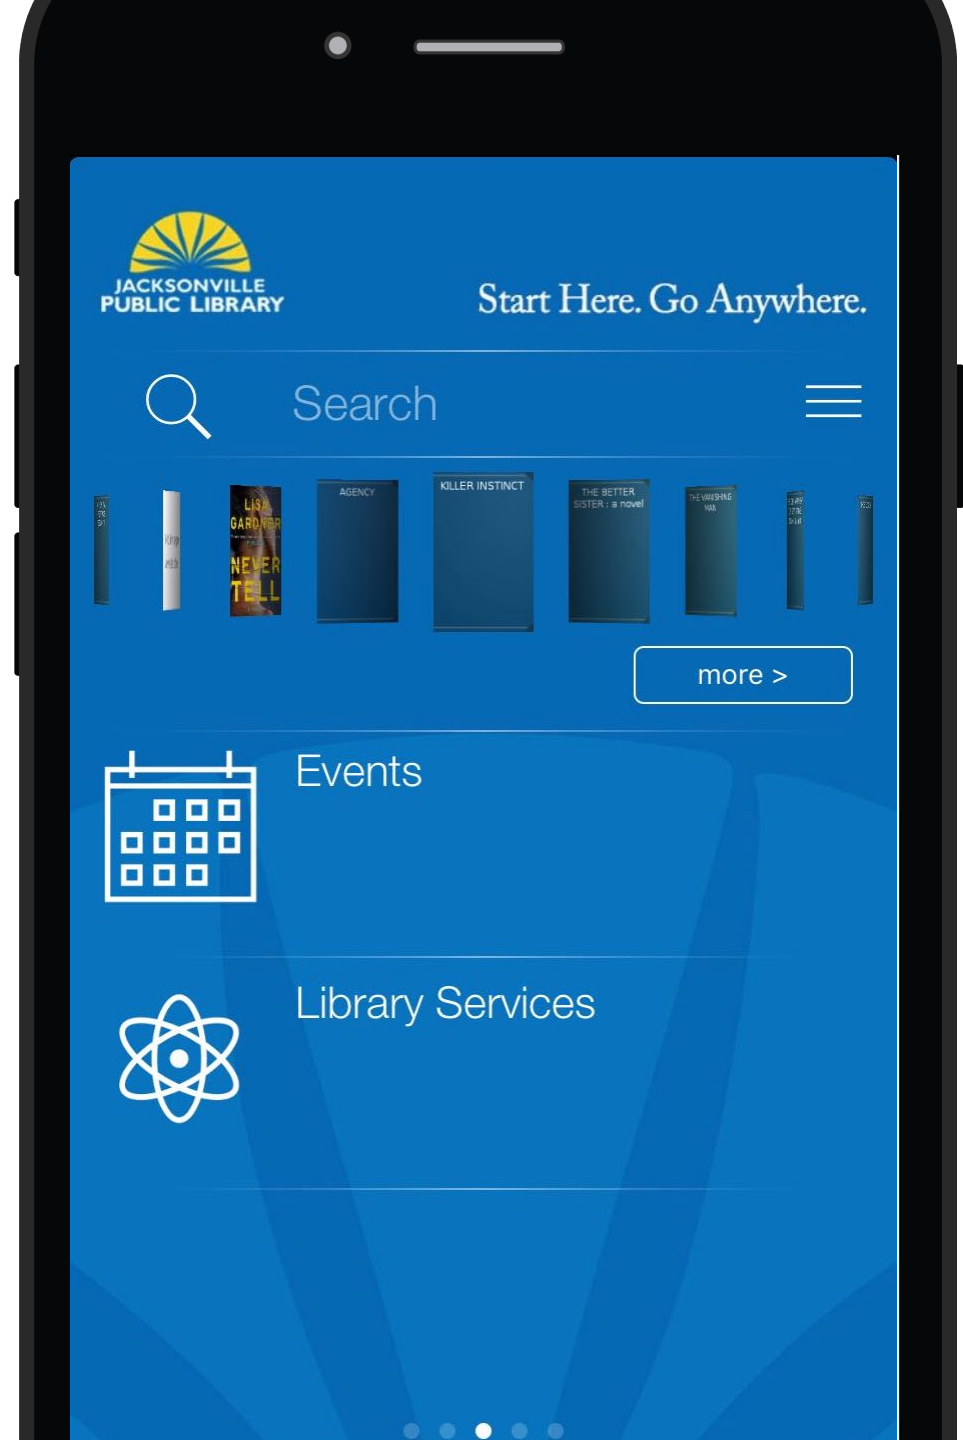 JACKSONVILLE
PUBLIC LIBRARY
Start Here. Go Anywhere.
Search
LISA
GARDNER
NEVER
TELL
AGENCY
KILLER INSTINCT
THE BETTER
SISTER : a novel
THE VANISHING
MAN
more >
Events
Library Services